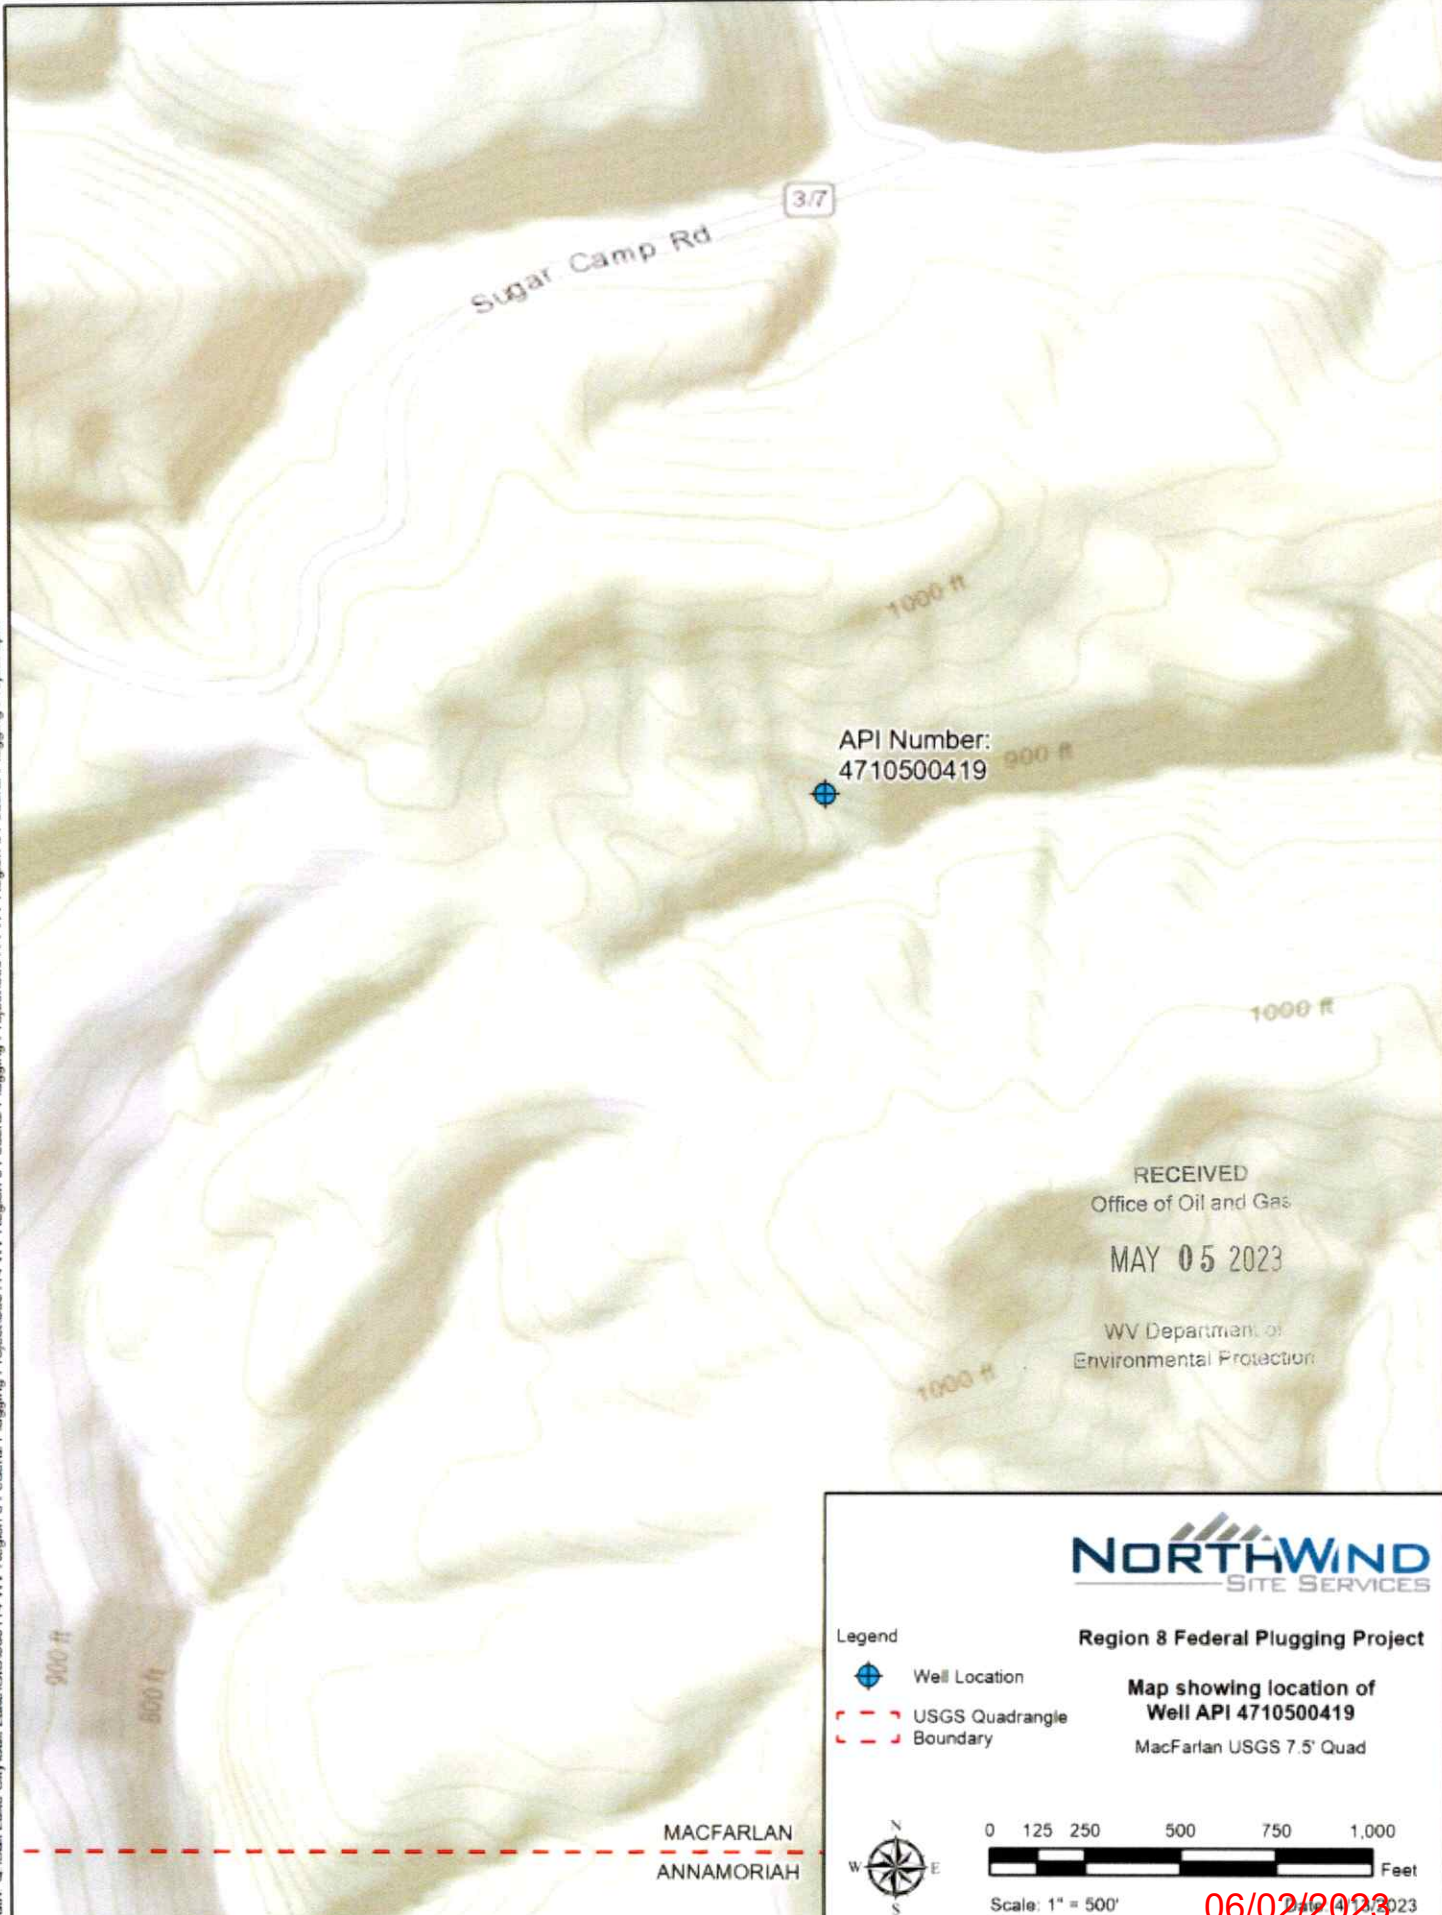 3/7
Sugar Camp Rd
1000 ft
API Number:
4710500419
900 ft
1000 ft
RECEIVED
Office of Oil and Gas
MAY 05 2023
WV Department of
Environmental Protection
1000 ft
NORTHWIND
SITE SERVICES
Legend
Region 8 Federal Plugging Project
Well Location
Map showing location of
Well API 4710500419
USGS Quadrangle
Boundary
MacFarlan USGS 7.5' Quad
900 ft
800 ft
MACFARLAN
ANNAMORIAH
N
W E
S
0 125 250 500 750 1,000
Feet
Scale: 1" = 500'
Date: 4/13/2023
06/02/2023